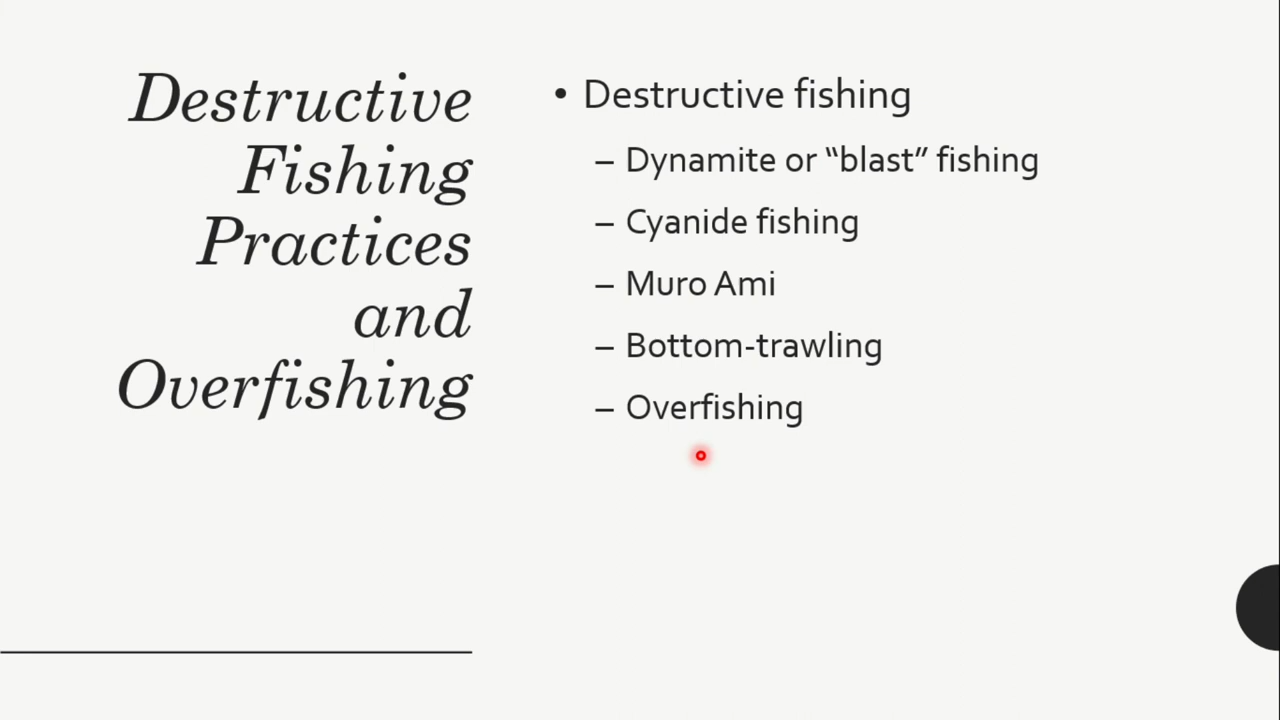 Destructive
Fishing
Practices
and
Overfishing
• Destructive fishing
– Dynamite or “blast” fishing
– Cyanide fishing
– Muro Ami
– Bottom-trawling
– Overfishing